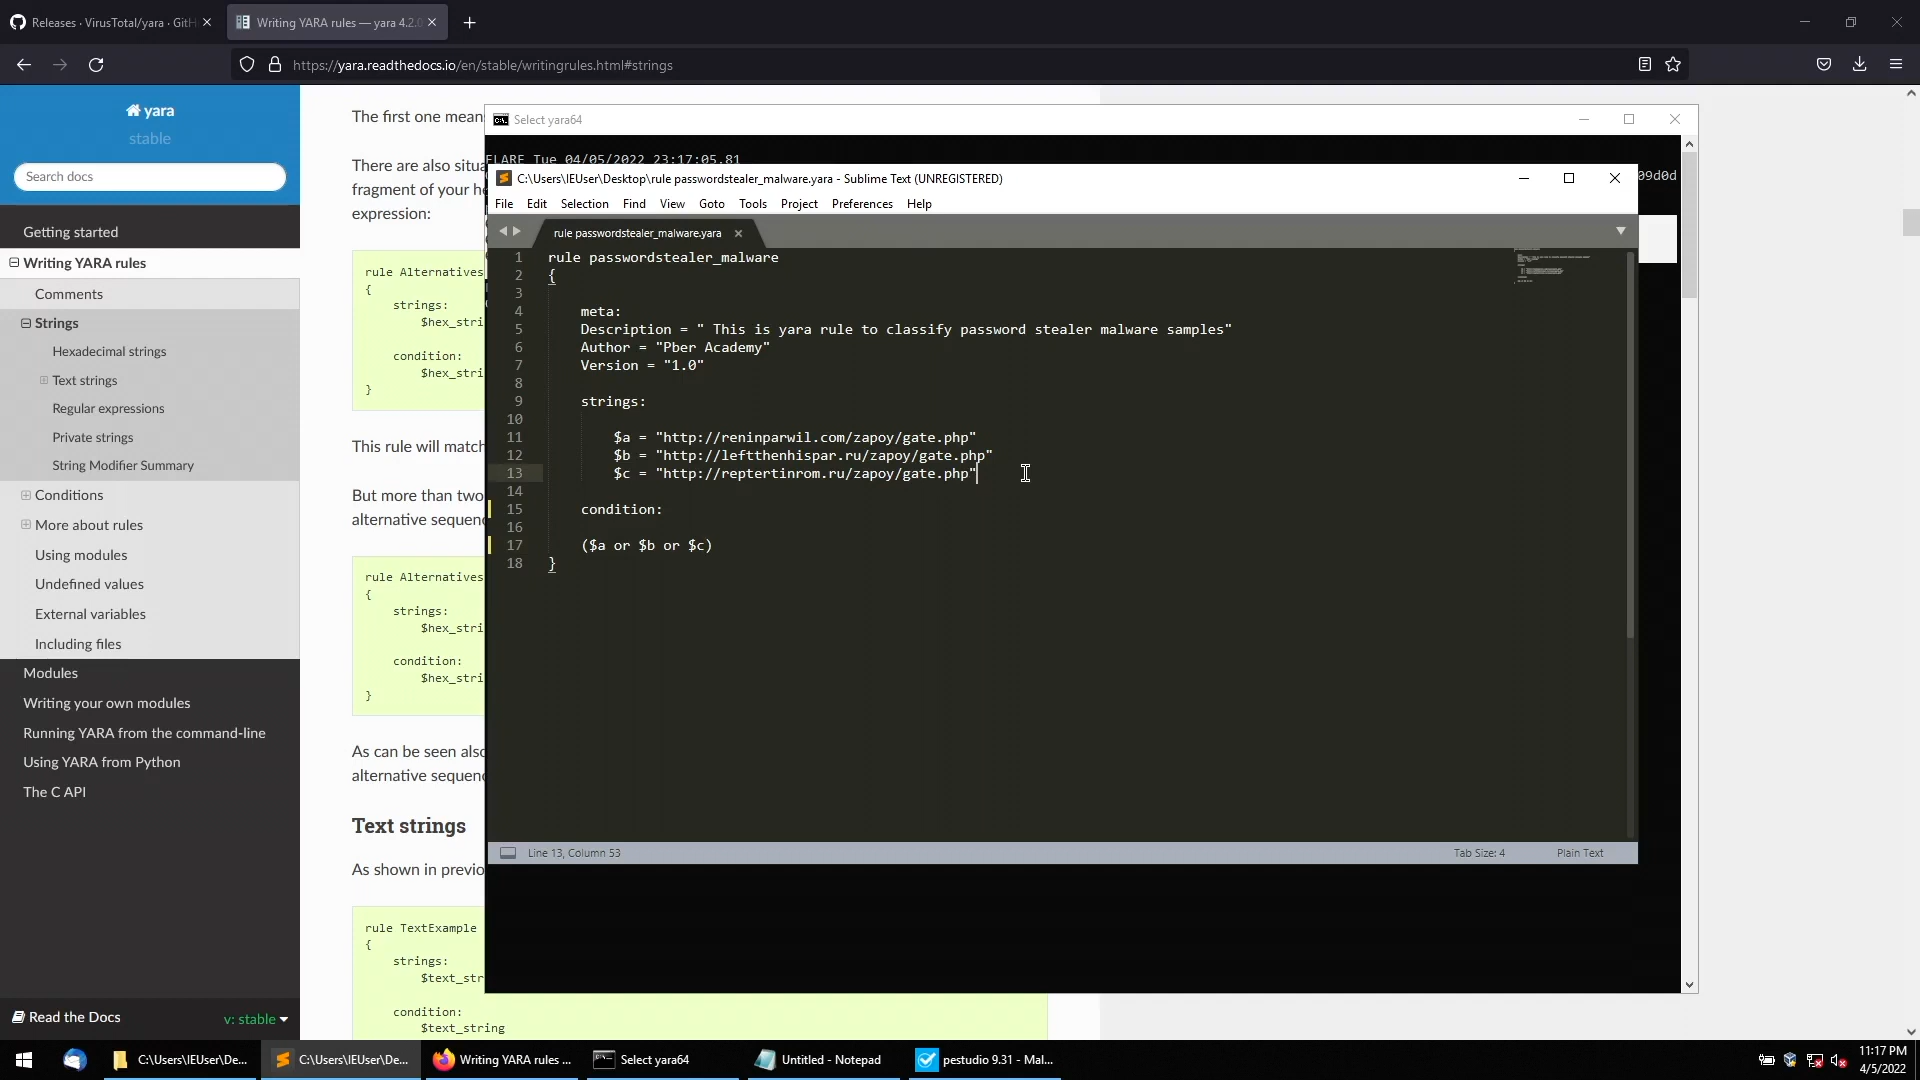 Releases · VirusTotal/yara · GitH
Writing YARA rules — yara 4.2.0
https://yara.readthedocs.io/en/stable/writingrules.html#strings
yara
stable
Search docs
Getting started
Writing YARA rules
Comments
Strings
Hexadecimal strings
Text strings
Regular expressions
Private strings
String Modifier Summary
Conditions
More about rules
Using modules
Undefined values
External variables
Including files
Modules
Writing your own modules
Running YARA from the command-line
Using YARA from Python
The C API
Read the Docs
v: stable
The first one mean
There are also situa
fragment of your he
expression:
rule Alternatives
{
strings:
$hex_stri
condition:
$hex_stri
}
This rule will match
But more than two
alternative sequenc
rule Alternatives
{
strings:
$hex_stri
condition:
$hex_stri
}
As can be seen also
alternative sequenc
Text strings
As shown in previo
rule TextExample
{
strings:
$text_str
condition:
$text_string
Select yara64
FLARE Tue 04/05/2022 23:17:05.81
09d0d
C:\Users\IEUser\Desktop\rule passwordstealer_malware.yara - Sublime Text (UNREGISTERED)
File Edit Selection Find View Goto Tools Project Preferences Help
rule passwordstealer_malware.yara
1 rule passwordstealer_malware
2 {
3
4 meta:
5 Description = " This is yara rule to classify password stealer malware samples"
6 Author = "Pber Academy"
7 Version = "1.0"
8
9 strings:
10
11 $a = "http://reninparwil.com/zapoy/gate.php"
12 $b = "http://leftthenhispar.ru/zapoy/gate.php"
13 $c = "http://reptertinrom.ru/zapoy/gate.php"
14
15 condition:
16
17 ($a or $b or $c)
18 }
Line 13, Column 53
Tab Size: 4
Plain Text
C:\Users\IEUser\De...
C:\Users\IEUser\De...
Writing YARA rules ...
Select yara64
Untitled - Notepad
pestudio 9.31 - Mal...
11:17 PM
4/5/2022